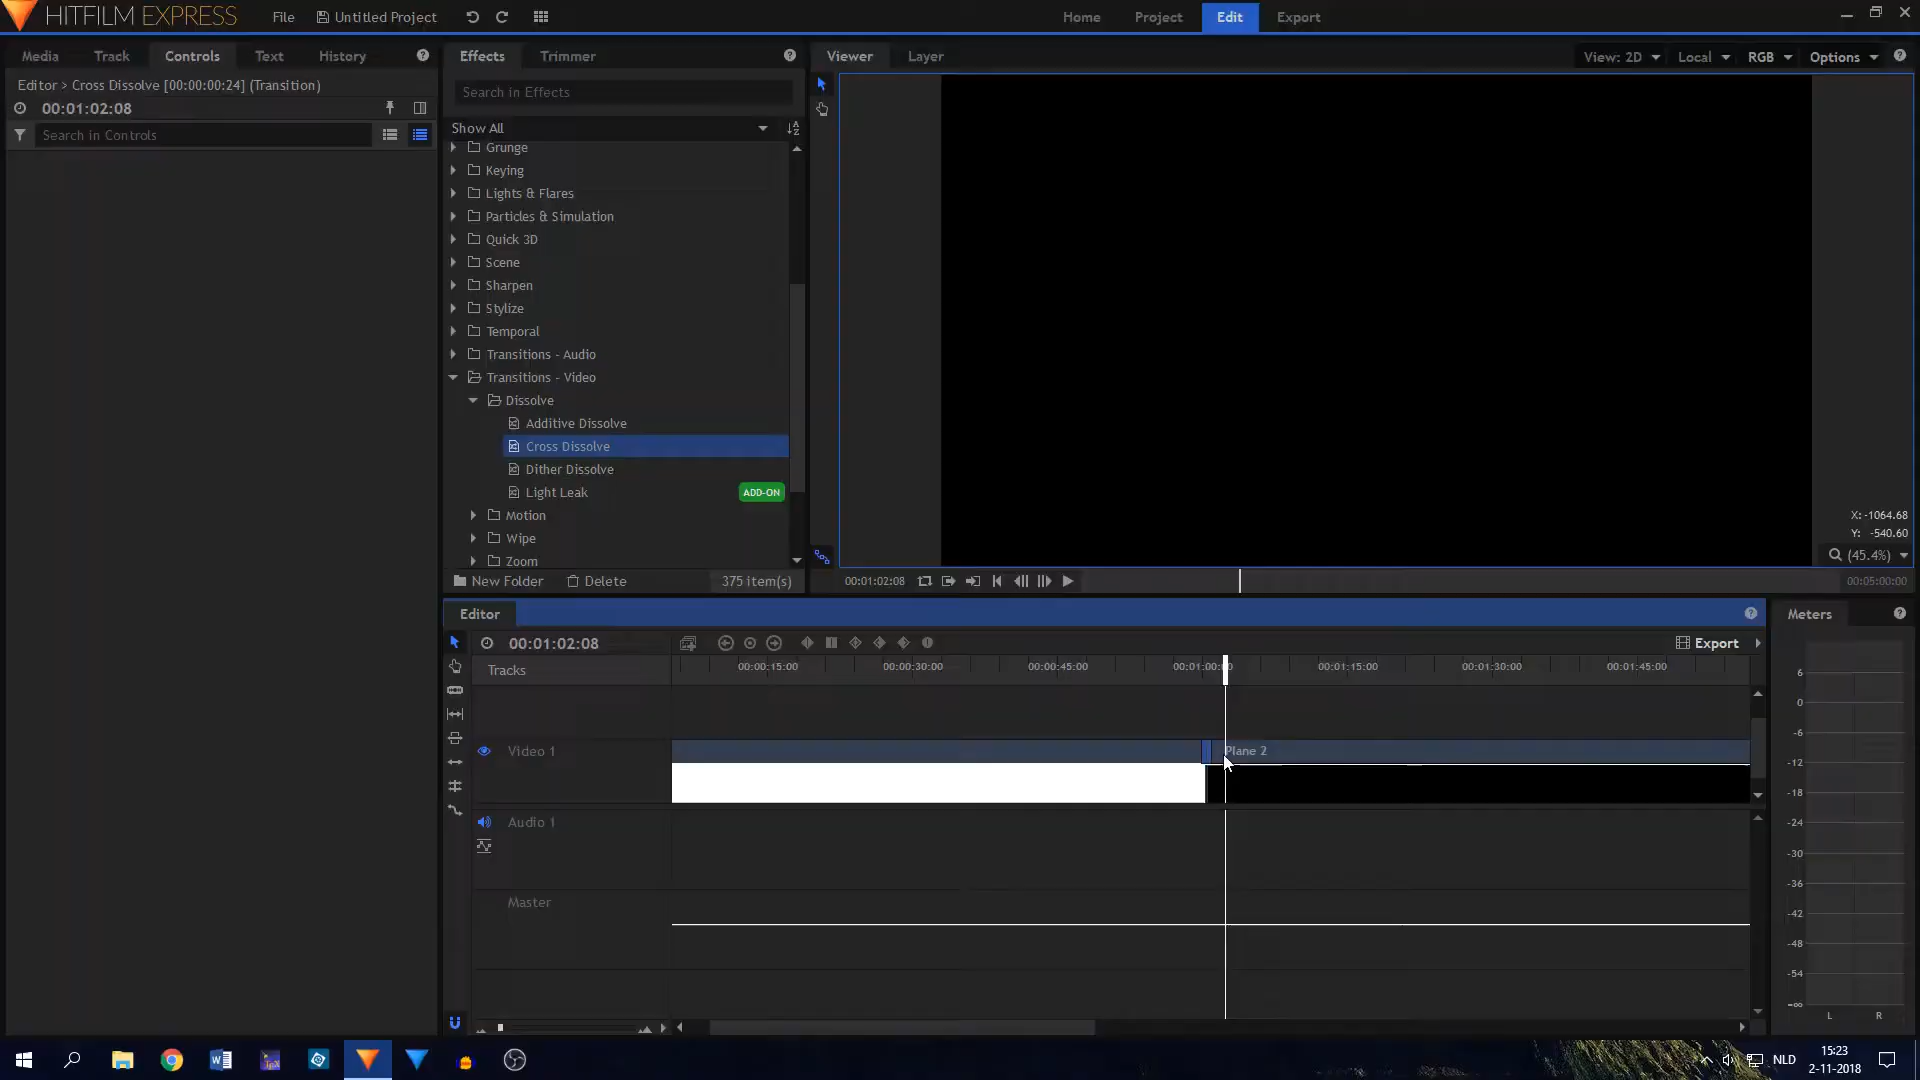 HITFILM EXPRESS
File
Untitled Project
Home
Project
Edit
Export
Media
Track
Controls
Text
History
Effects
Trimmer
Viewer
Layer
View: 2D
Local
RGB
Options
Editor > Cross Dissolve [00:00:00:24] (Transition)
00:01:02:08
Search in Controls
Search in Effects
Show All
Grunge
Keying
Lights & Flares
Particles & Simulation
Quick 3D
Scene
Sharpen
Stylize
Temporal
Transitions - Audio
Transitions - Video
Dissolve
Additive Dissolve
Cross Dissolve
Dither Dissolve
Light Leak
ADD-ON
Motion
Wipe
Zoom
New Folder
Delete
375 item(s)
X: -1064.68
Y: -540.60
(45.4%)
00:01:02:08
00:05:00:00
Editor
00:01:02:08
Export
Tracks
00:00:15:00
00:00:30:00
00:00:45:00
00:01:15:00
00:01:30:00
00:01:45:00
Video 1
Plane 2
Audio 1
Master
Meters
6
0
-6
-12
-18
-24
-30
-36
-42
-48
-54
-∞
L
R
NLD
15:23
2-11-2018